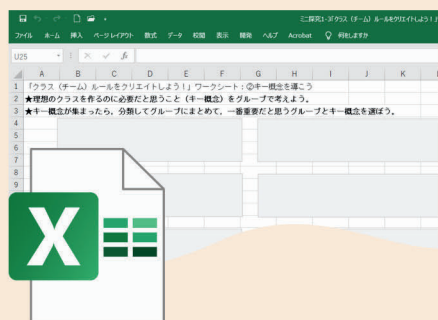 ミニ探究1-3「クラス（チーム）ルールをクリエイトしよう！」
ファイル ホーム 挿入 ページレイアウト 数式 データ 校閲 表示 開発 ヘルプ Acrobat 何をしますか
U25 fx
A B C D E F G H I J K
1 「クラス（チーム）ルールをクリエイトしよう！」ワークシート：②キー概念を導こう
2 ★理想のクラスを作るのに必要だと思うこと（キー概念）をグループで考えよう。
3 ★キー概念が集まったら、分類してグループにまとめて、一番重要だと思うグループとキー概念を選ぼう。
4
5
6
7
8
9
X